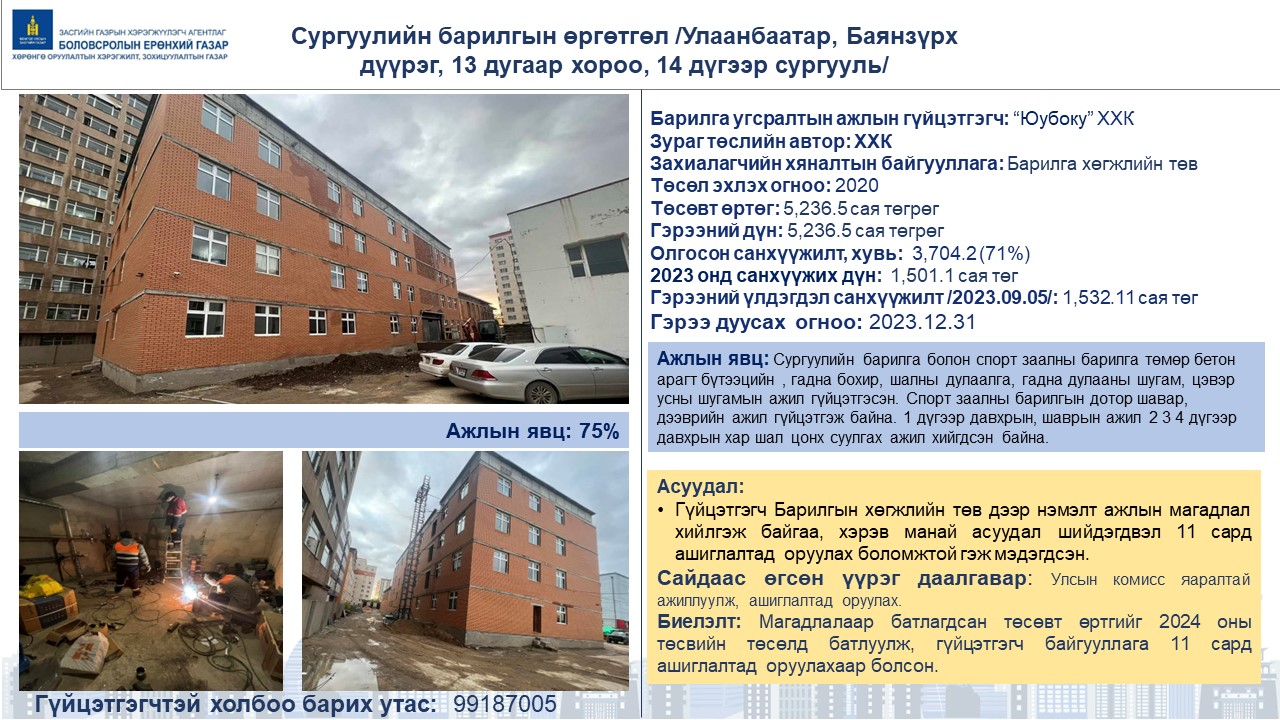 ЗАСГИЙН ГАЗРЫН ХЭРЭГЖҮҮЛЭГЧ АГЕНТЛАГ
БОЛОВСРОЛЫН ЕРӨНХИЙ ГАЗАР
ХӨРӨНГӨ ОРУУЛАЛТЫН ХЭРЭГЖИЛТ, ЗОХИЦУУЛАЛТЫН ГАЗАР
Сургуулийн барилгын өргөтгөл /Улаанбаатар, Баянзүрх
дүүрэг, 13 дугаар хороо, 14 дүгээр сургууль/
Ажлын явц: 75%
Гүйцэтгэгчтэй холбоо барих утас: 99187005
Барилга угсралтын ажлын гүйцэтгэгч: “Юубоку” ХХК
Зураг төслийн автор: ХХК
Захиалагчийн хяналтын байгууллага: Барилга хөгжлийн төв
Төсөл эхлэх огноо: 2020
Төсөвт өртөг: 5,236.5 сая төгрөг
Гэрээний дүн: 5,236.5 сая төгрөг
Олгосон санхүүжилт, хувь: 3,704.2 (71%)
2023 онд санхүүжих дүн: 1,501.1 сая төг
Гэрээний үлдэгдэл санхүүжилт /2023.09.05/: 1,532.11 сая төг
Гэрээ дуусах огноо: 2023.12.31
Ажлын явц: Сургуулийн барилга болон спорт заалны барилга төмөр бетон
арагт бүтээцийн , гадна бохир, шалны дулаалга, гадна дулааны шугам, цэвэр
усны шугамын ажил гүйцэтгэсэн. Спорт заалны барилгын дотор шавар,
дээврийн ажил гүйцэтгэж байна. 1 дүгээр давхрын, шаврын ажил 2 3 4 дүгээр
давхрын хар шал цонх суулгах ажил хийгдсэн байна.
Асуудал:
• Гүйцэтгэгч Барилгын хөгжлийн төв дээр нэмэлт ажлын магадлал
хийлгэж байгаа, хэрэв манай асуудал шийдэгдвэл 11 сард
ашиглалтад оруулах боломжтой гэж мэдэгдсэн.
Сайдаас өгсөн үүрэг даалгавар: Улсын комисс яаралтай
ажиллуулж, ашиглалтад оруулах.
Биелэлт: Магадлалаар батлагдсан төсөвт өртгийг 2024 оны
төсвийн төсөлд батлуулж, гүйцэтгэгч байгууллага 11 сард
ашиглалтад оруулахаар болсон.